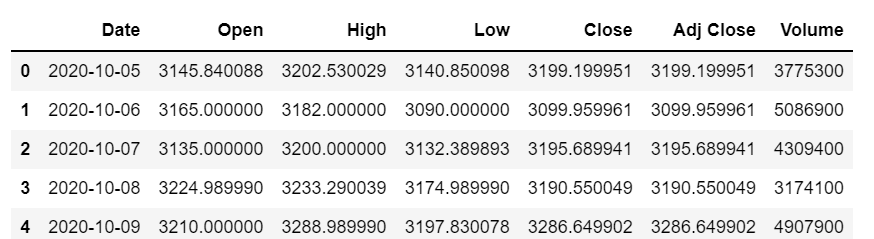 Date Open High Low Close Adj Close Volume
0 2020-10-05 3145.840088 3202.530029 3140.850098 3199.199951 3199.199951 3775300
1 2020-10-06 3165.000000 3182.000000 3090.000000 3099.959961 3099.959961 5086900
2 2020-10-07 3135.000000 3200.000000 3132.389893 3195.689941 3195.689941 4309400
3 2020-10-08 3224.989990 3233.290039 3174.989990 3190.550049 3190.550049 3174100
4 2020-10-09 3210.000000 3288.989990 3197.830078 3286.649902 3286.649902 4907900